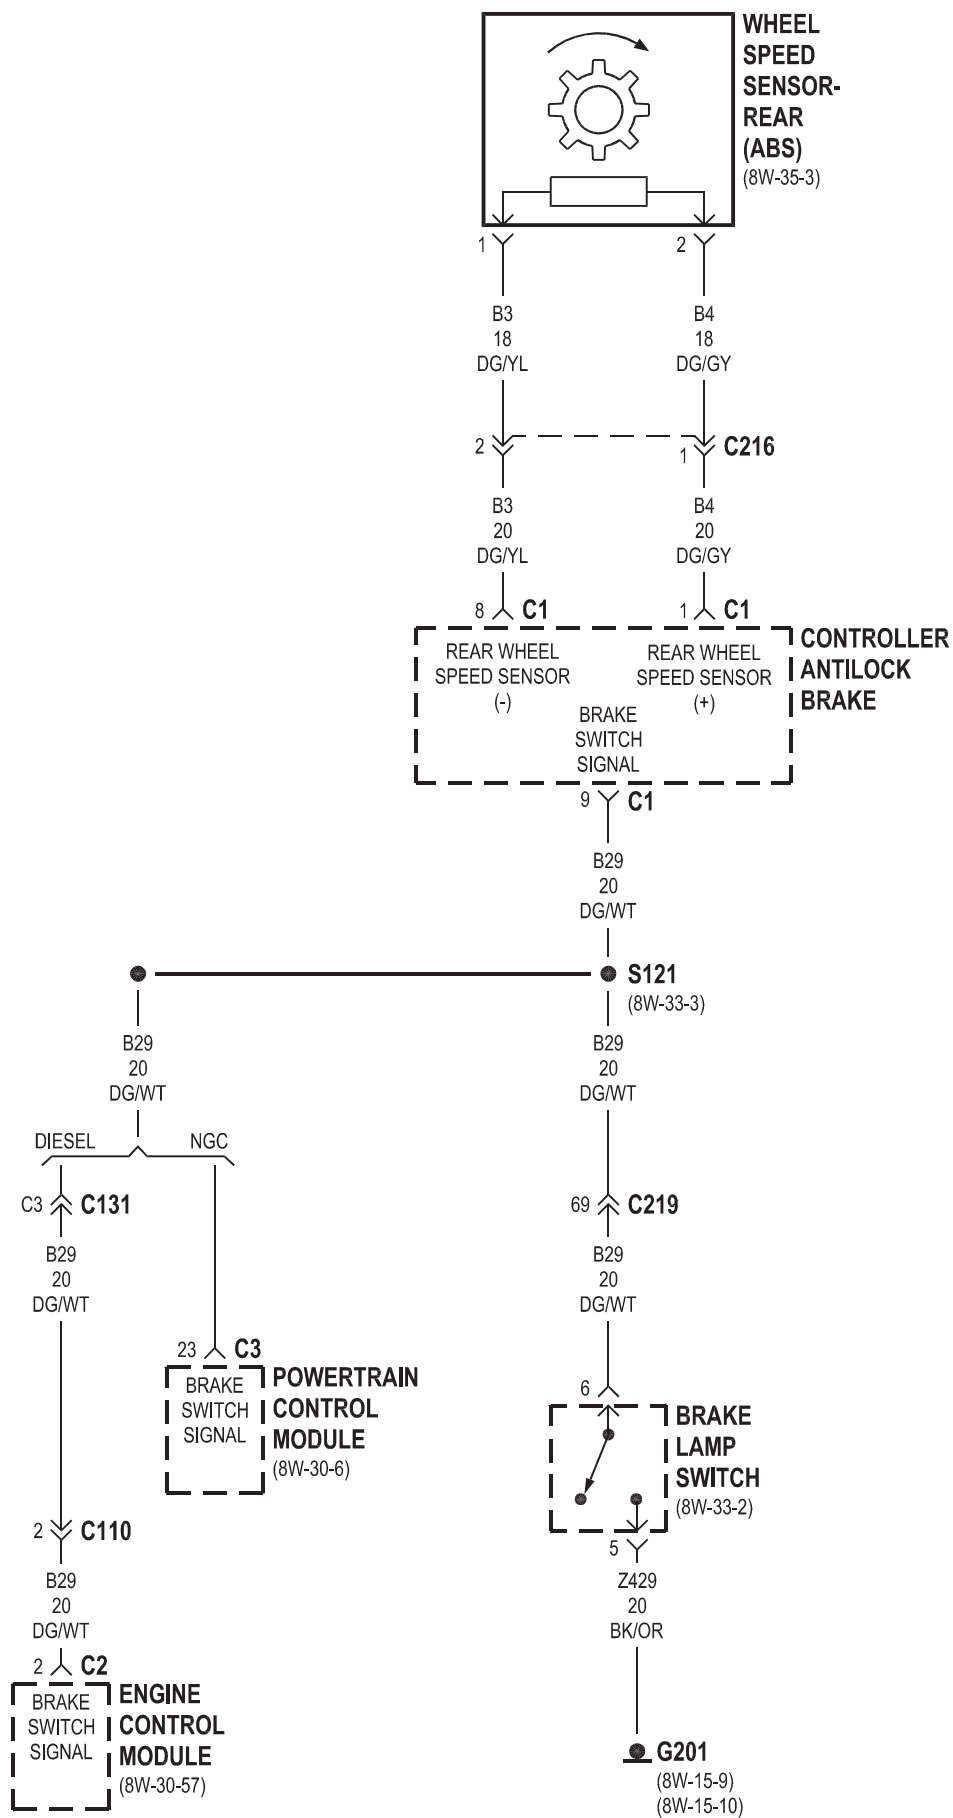 WHEEL
SPEED
SENSOR-
REAR
(ABS)
(8W-35-3)
1
2
B3
18
DG/YL
B4
18
DG/GY
2
1
C216
B3
20
DG/YL
B4
20
DG/GY
8
C1
1
C1
CONTROLLER
ANTILOCK
BRAKE
REAR WHEEL
SPEED SENSOR
(-)
REAR WHEEL
SPEED SENSOR
(+)
BRAKE
SWITCH
SIGNAL
9
C1
B29
20
DG/WT
S121
(8W-33-3)
B29
20
DG/WT
B29
20
DG/WT
DIESEL
NGC
C3
C131
69
C219
B29
20
DG/WT
B29
20
DG/WT
23
C3
BRAKE
SWITCH
SIGNAL
POWERTRAIN
CONTROL
MODULE
(8W-30-6)
6
BRAKE
LAMP
SWITCH
(8W-33-2)
2
C110
5
B29
20
DG/WT
Z429
20
BK/OR
2
C2
BRAKE
SWITCH
SIGNAL
ENGINE
CONTROL
MODULE
(8W-30-57)
G201
(8W-15-9)
(8W-15-10)